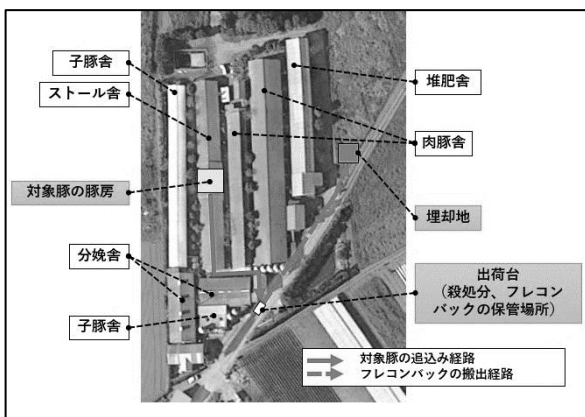 子豚舎
ストール舎
対象豚の豚房
分娩舎
子豚舎
堆肥舎
肉豚舎
埋却地
出荷台
（殺処分、フレコン
バックの保管場所）
対象豚の追込み経路
フレコンバックの搬出経路